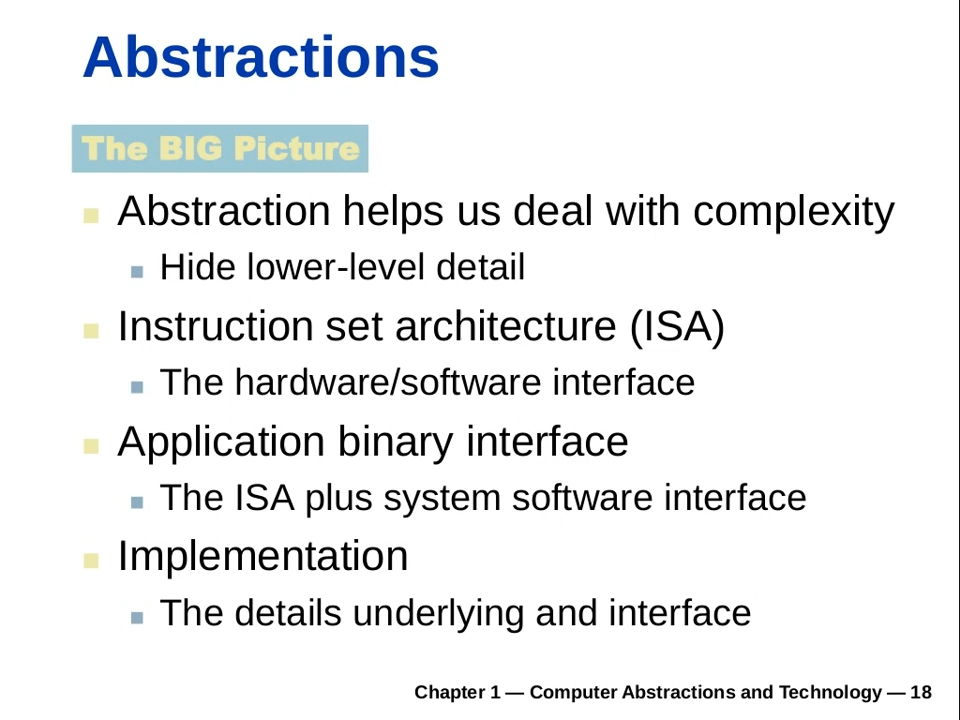 Abstractions
The BIG Picture
Abstraction helps us deal with complexity
Hide lower-level detail
Instruction set architecture (ISA)
The hardware/software interface
Application binary interface
The ISA plus system software interface
Implementation
The details underlying and interface
Chapter 1 — Computer Abstractions and Technology — 18